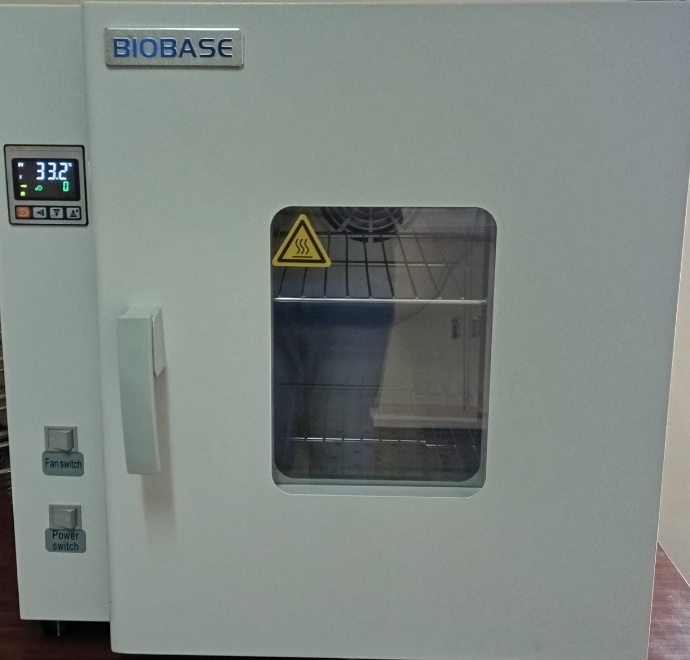 BIOBASE
33.2
0
Fan switch
Power
switch